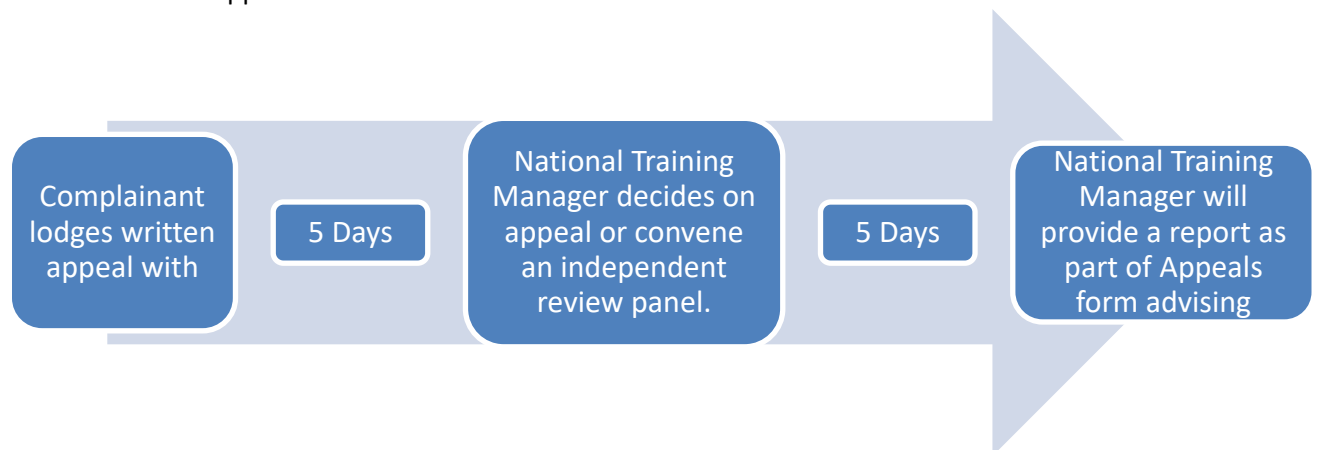 Complainant
lodges written
appeal with
5 Days
National Training
Manager decides on
appeal or convene
an independent
review panel.
5 Days
National Training
Manager will
provide a report as
part of Appeals
form advising